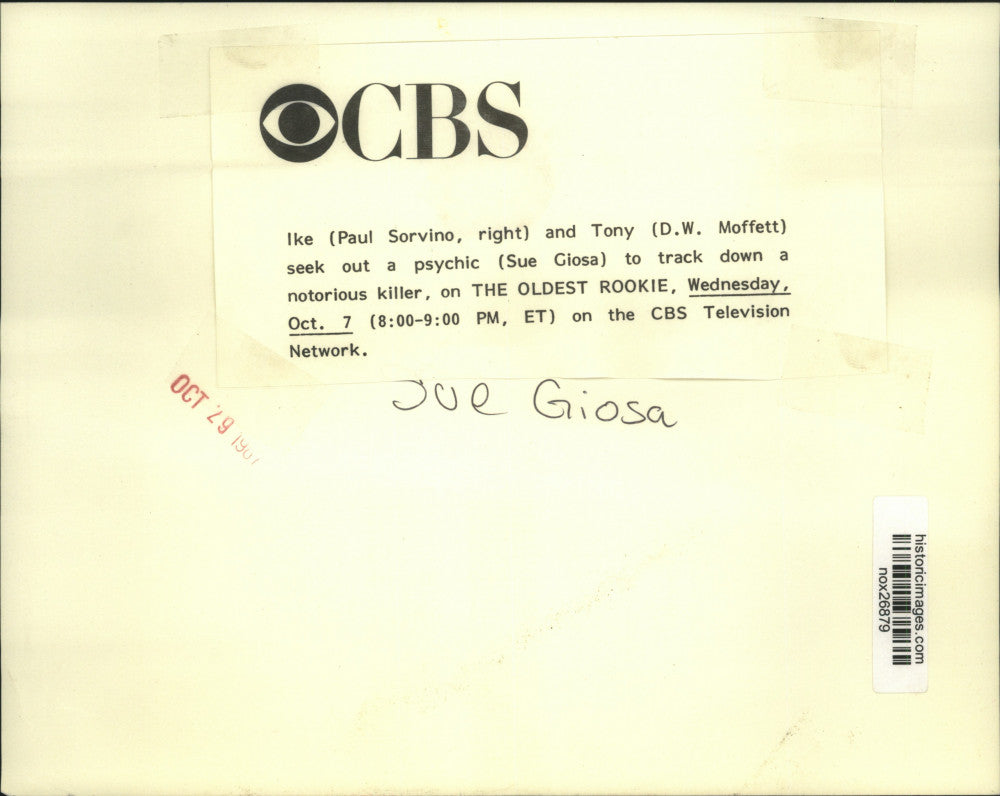 CBS
Ike (Paul Sorvino, right) and Tony (D.W. Moffett)
seek out a psychic (Sue Giosa) to track down a
notorious killer, on THE OLDEST ROOKIE, Wednesday,
Oct. 7 (8:00-9:00 PM, ET) on the CBS Television
Network.
Sue Giosa
OCT 29 1987
historicimages.com
nox26879